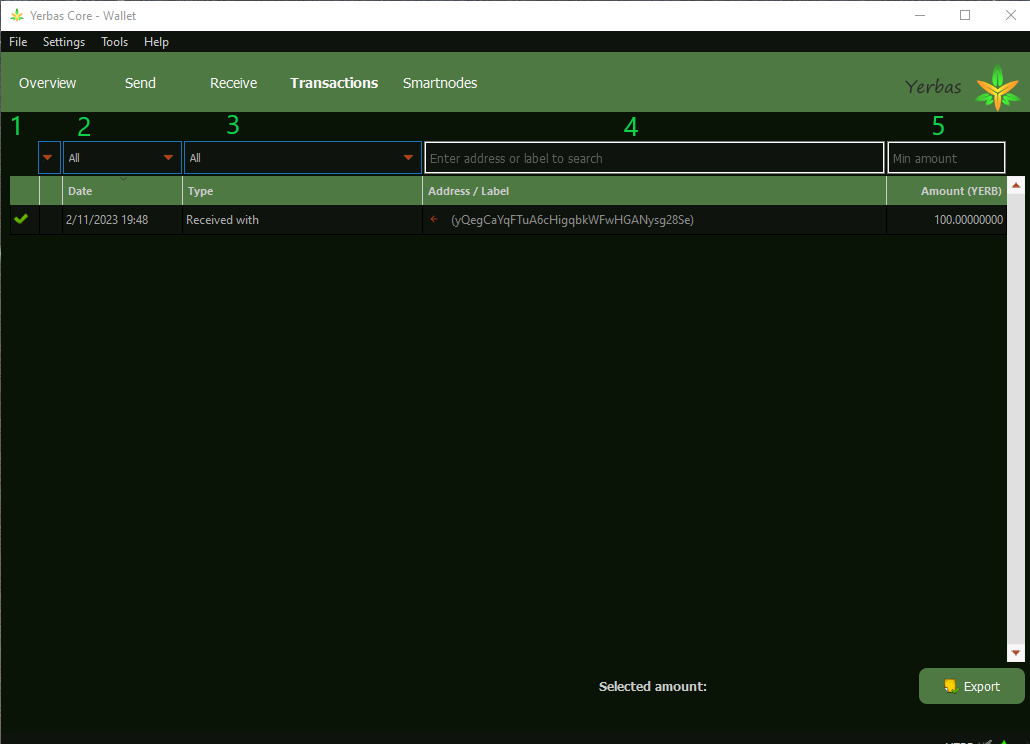 Yerbas Core - Wallet
File Settings Tools Help
Overview Send Receive Transactions Smartnodes Yerbas
1 2 3 4 5
All All Enter address or label to search Min amount
Date Type Address / Label Amount (YERB)
2/11/2023 19:48 Received with (yQegCaYqFTuA6cHigqbkWFwHGANysg28Se) 100.00000000
Selected amount: Export